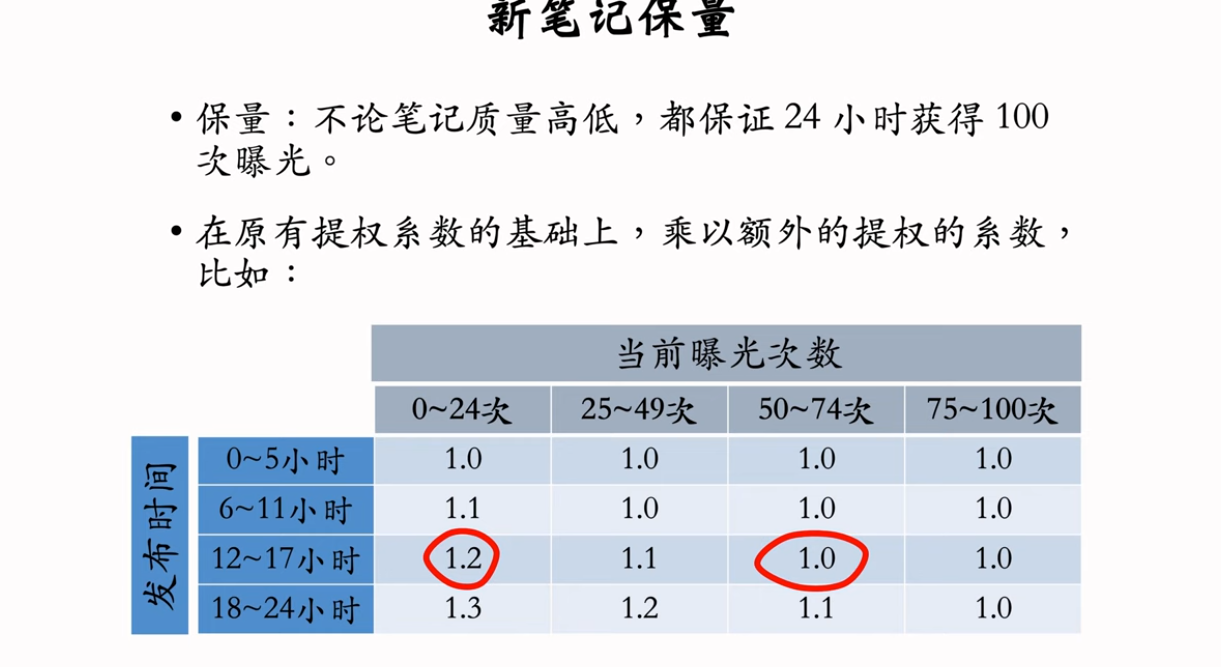 新笔记保量
• 保量：不论笔记质量高低，都保证 24 小时获得 100
次曝光。
• 在原有提权系数的基础上，乘以额外的提权的系数，
比如：
当前曝光次数
0~24次 25~49次 50~74次 75~100次
发布时间
0~5小时 1.0 1.0 1.0 1.0
6~11小时 1.1 1.0 1.0 1.0
12~17小时 1.2 1.1 1.0 1.0
18~24小时 1.3 1.2 1.1 1.0